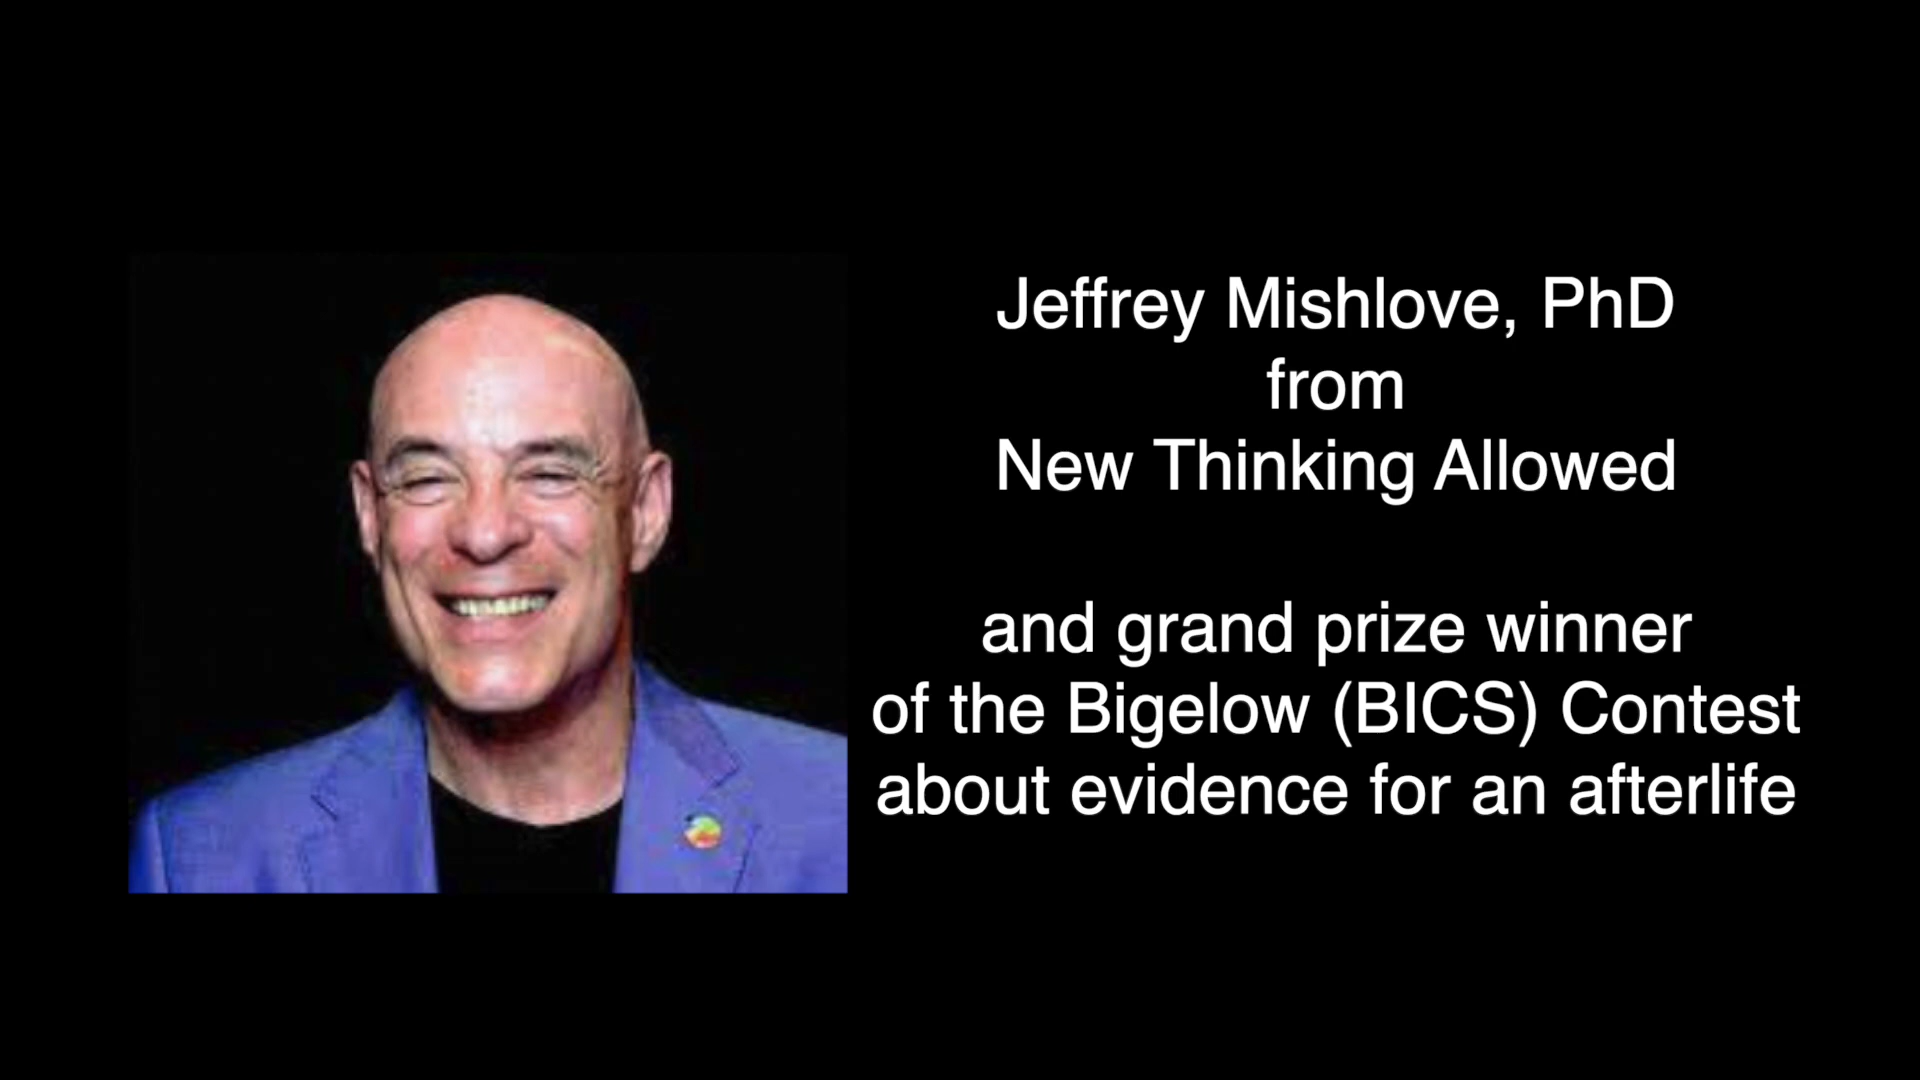 Jeffrey Mishlove, PhD
from
New Thinking Allowed
and grand prize winner
of the Bigelow (BICS) Contest
about evidence for an afterlife